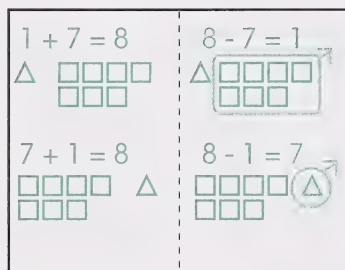 1 + 7 = 8
8 - 7 = 1
7 + 1 = 8
8 - 1 = 7